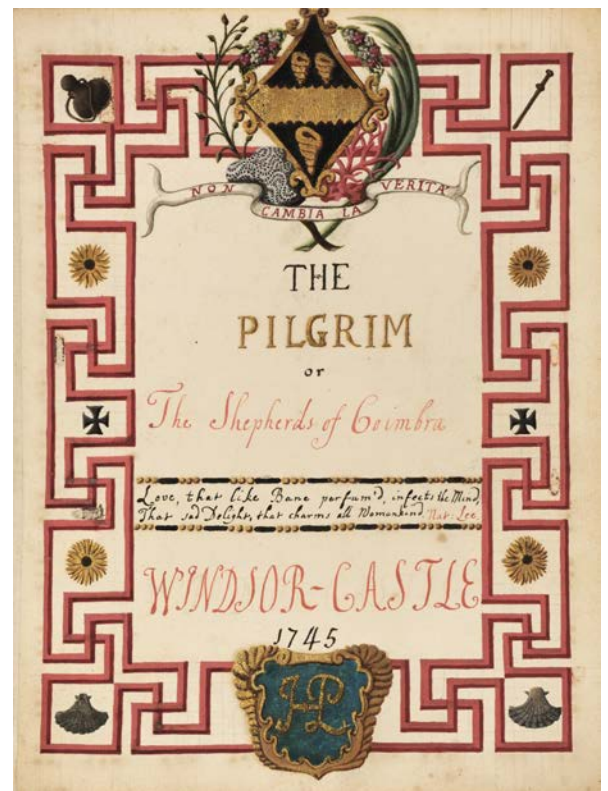 NON CAMBIA LA VERITA
THE
PILGRIM
or
The Shepherds of Coimbra
Love, that like Bane perfum'd, infects the Mind,
That sad Delight, that charms all Womankind. Nat: Lee.
WINDSOR-CASTLE
1745
HP